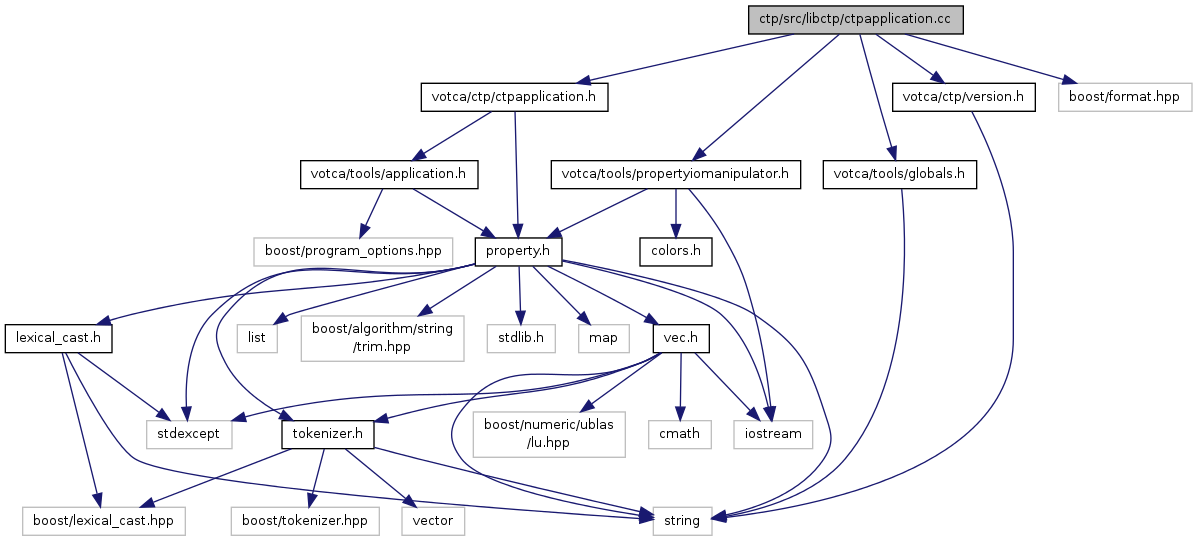 ctp/src/libctp/ctpapplication.cc
votca/ctp/ctpapplication.h
votca/ctp/version.h
boost/format.hpp
votca/tools/application.h
votca/tools/propertyiomanipulator.h
votca/tools/globals.h
boost/program_options.hpp
property.h
colors.h
lexical_cast.h
list
boost/algorithm/string
/trim.hpp
stdlib.h
map
vec.h
stdexcept
tokenizer.h
boost/numeric/ublas
/lu.hpp
cmath
iostream
boost/lexical_cast.hpp
boost/tokenizer.hpp
vector
string